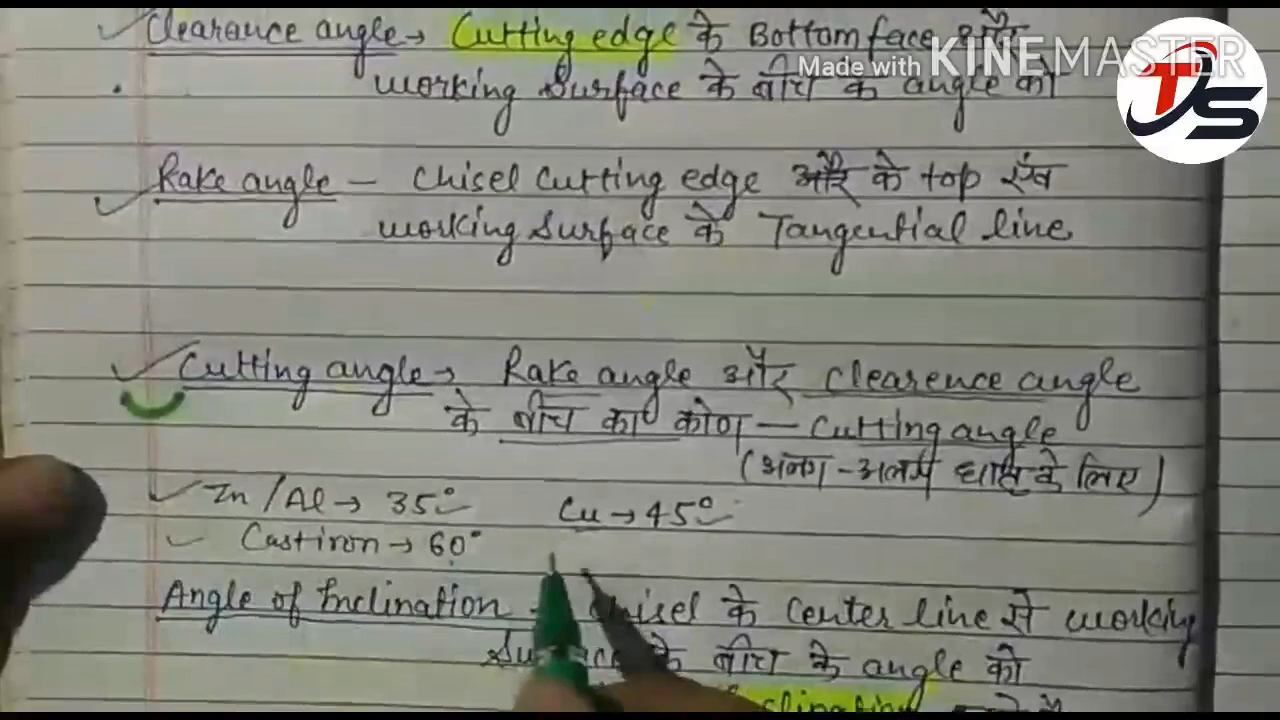 Clearance angle → Cutting edge के Bottom face और
working Surface के बीच के angle को
Made with KINEMASTER
TJS
Rake angle - Chisel Cutting edge और के top एंव
working Surface के Tangential line
Cutting angle → Rake angle और Clearence angle
के बीच का कोण — Cutting angle
(अलग-अलग धातु के लिए)
Zn/Al → 35° Cu → 45°
Cast iron → 60°
Angle of Inclination - Chisel के Center line से working
Surface के बीच के angle को